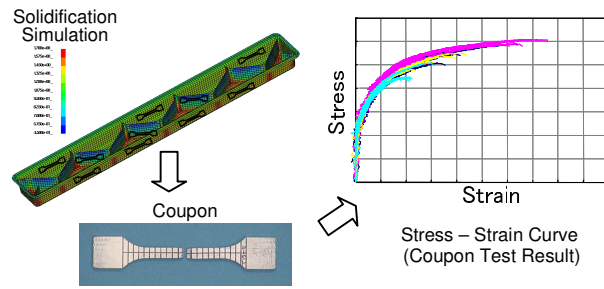 Solidification
Simulation
Stress
Strain
Coupon
Stress – Strain Curve
(Coupon Test Result)